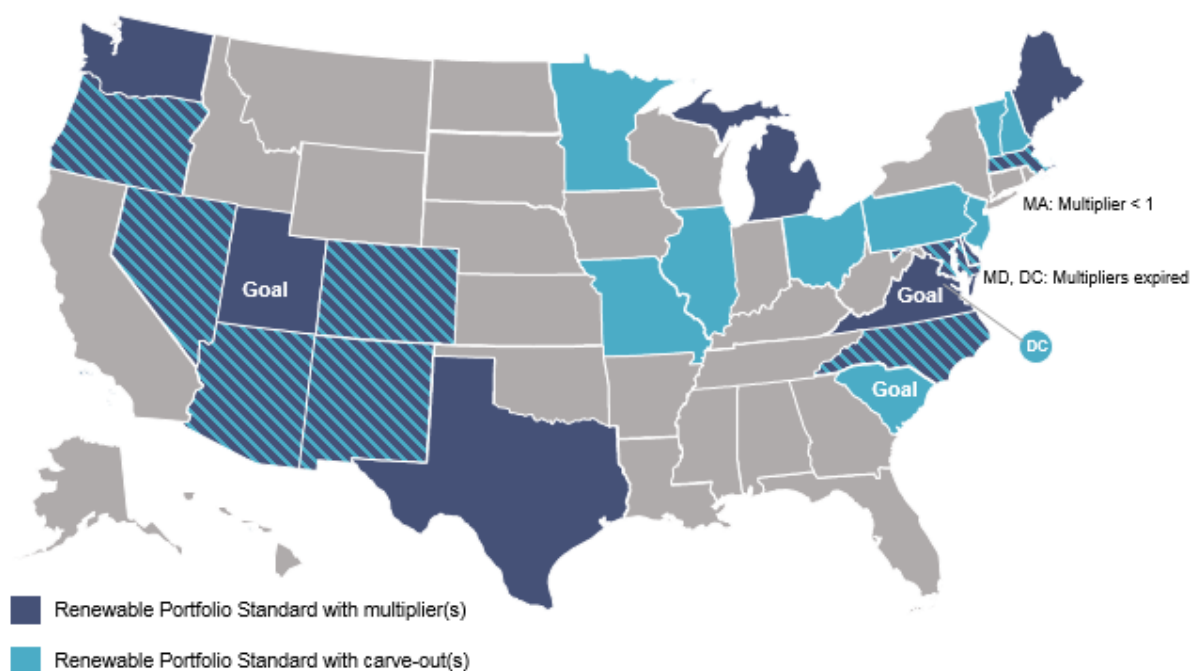 MA: Multiplier < 1
MD, DC: Multipliers expired
Goal
Goal
DC
Goal
Renewable Portfolio Standard with multiplier(s)
Renewable Portfolio Standard with carve-out(s)